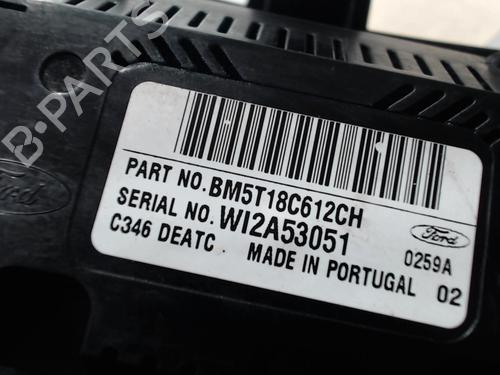 B-PARTS
Ford
PART NO.BM5T18C612CH
SERIAL NO.WI2A53051
C346 DEATC MADE IN PORTUGAL
Ford
0259A
02